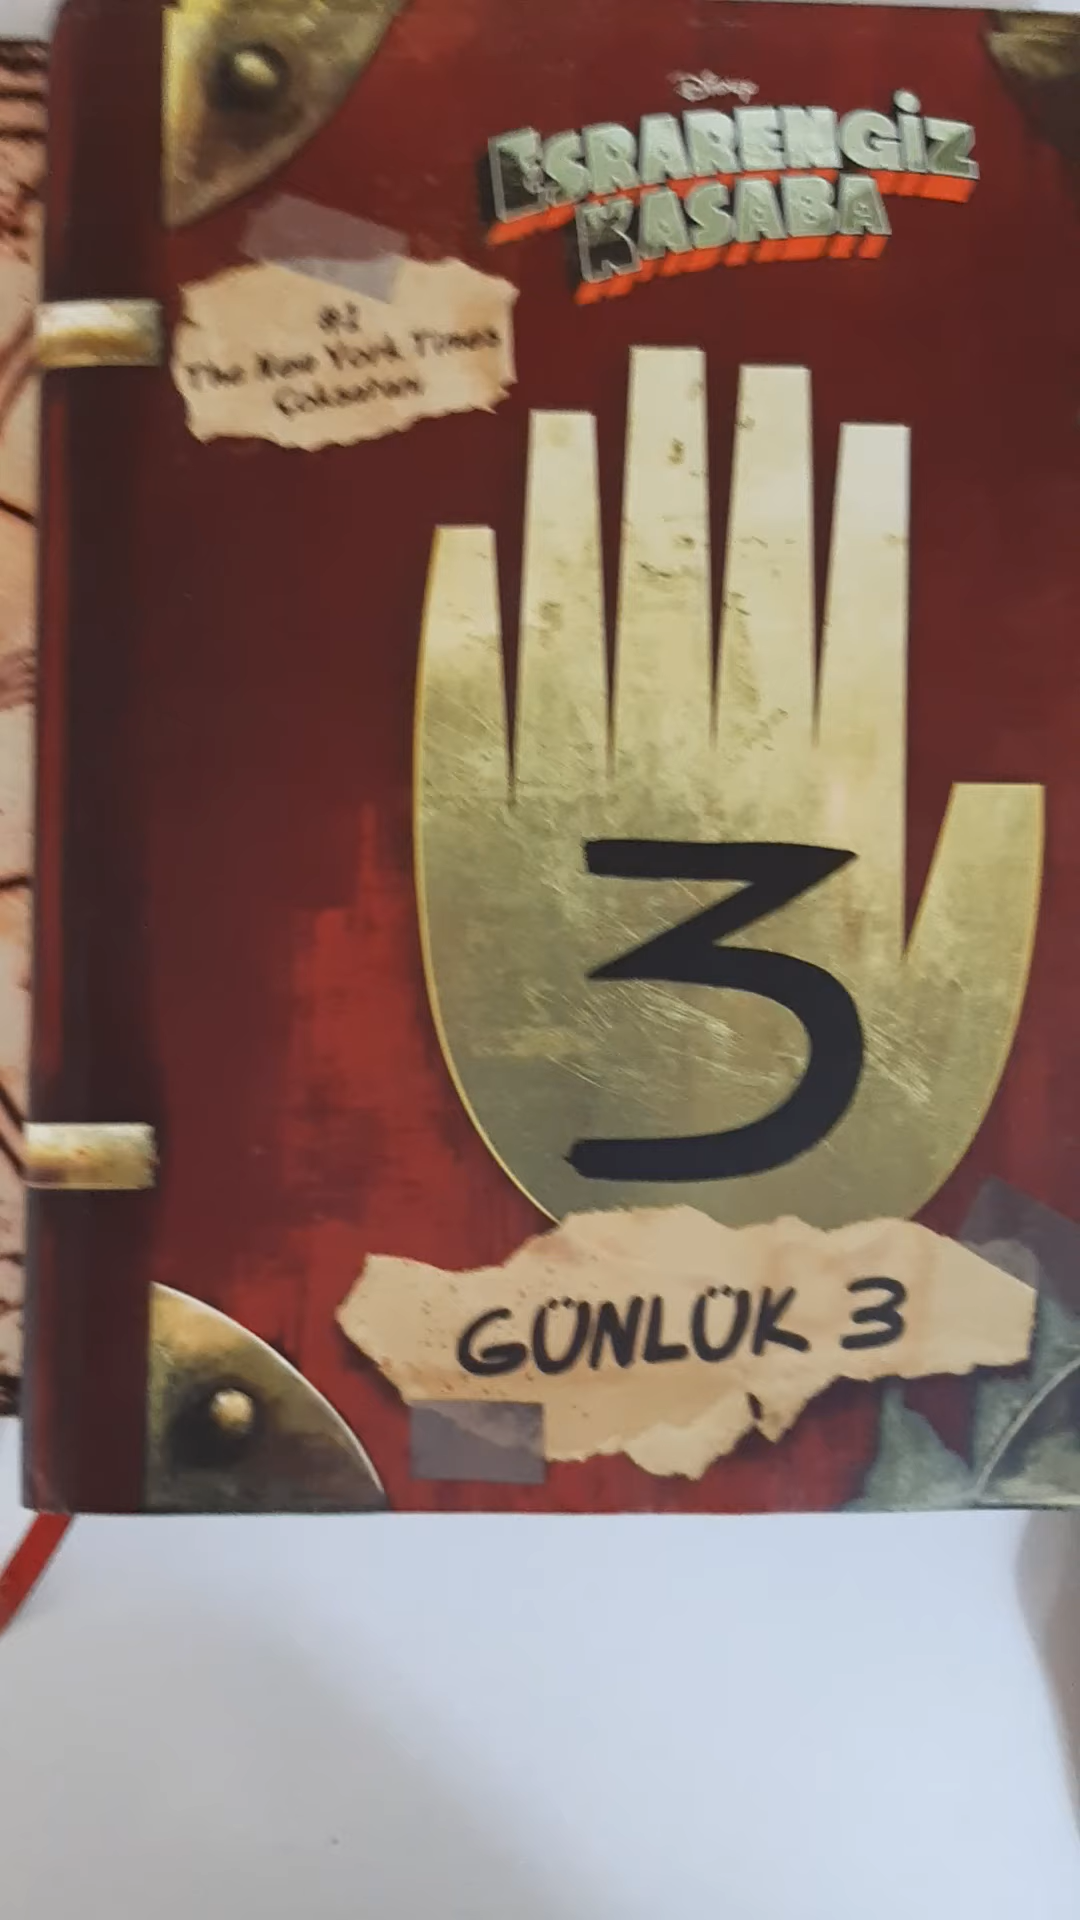 Disney
ESRARENGİZ
KASABA
#1
The New York Times
Çoksatan
3
GÜNLÜK 3